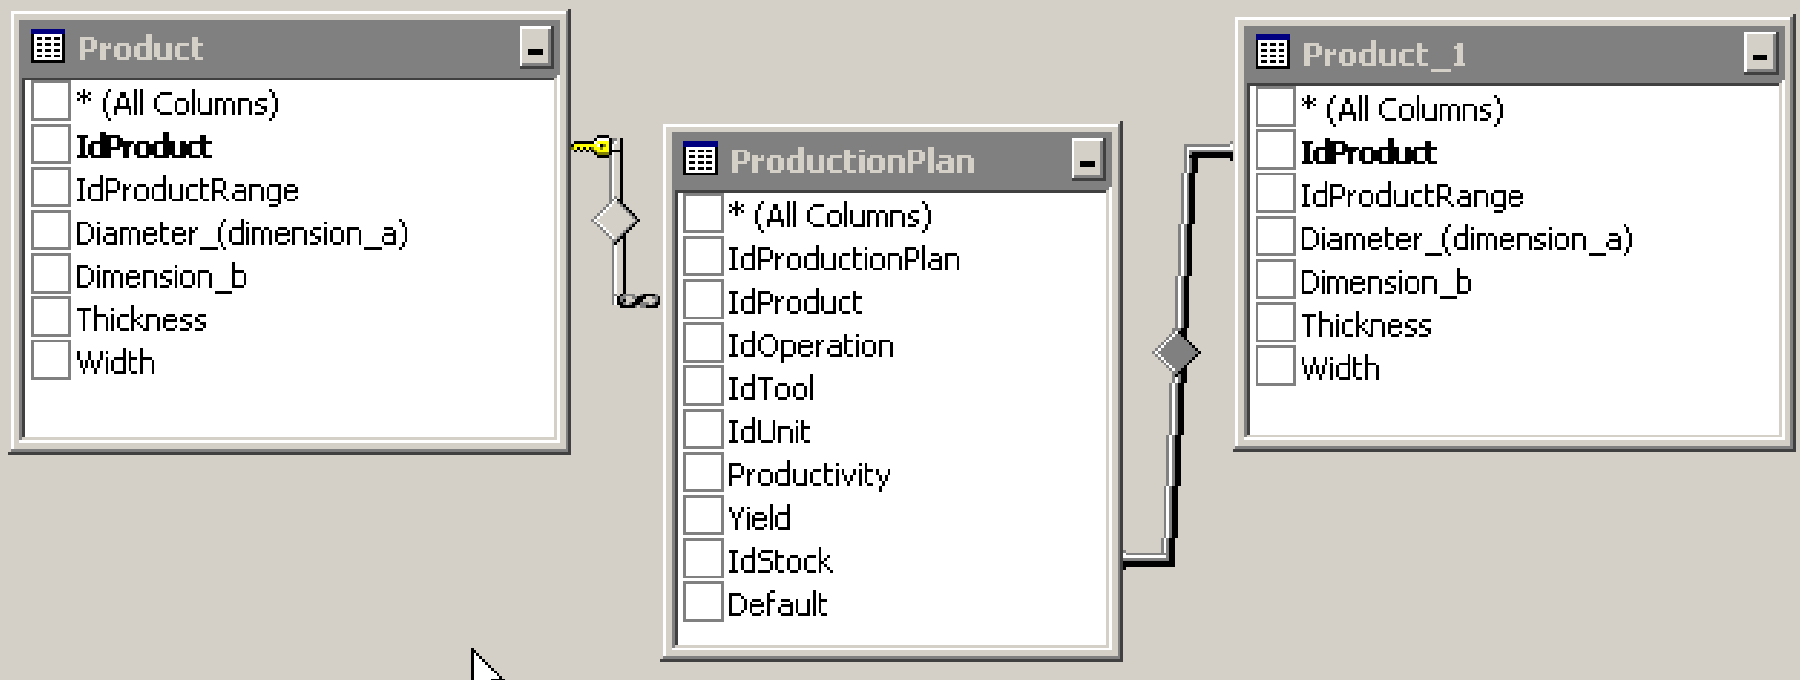 Product
* (All Columns)
IdProduct
IdProductRange
Diameter_(dimension_a)
Dimension_b
Thickness
Width
ProductionPlan
* (All Columns)
IdProductionPlan
IdProduct
IdOperation
IdTool
IdUnit
Productivity
Yield
IdStock
Default
Product_1
* (All Columns)
IdProduct
IdProductRange
Diameter_(dimension_a)
Dimension_b
Thickness
Width